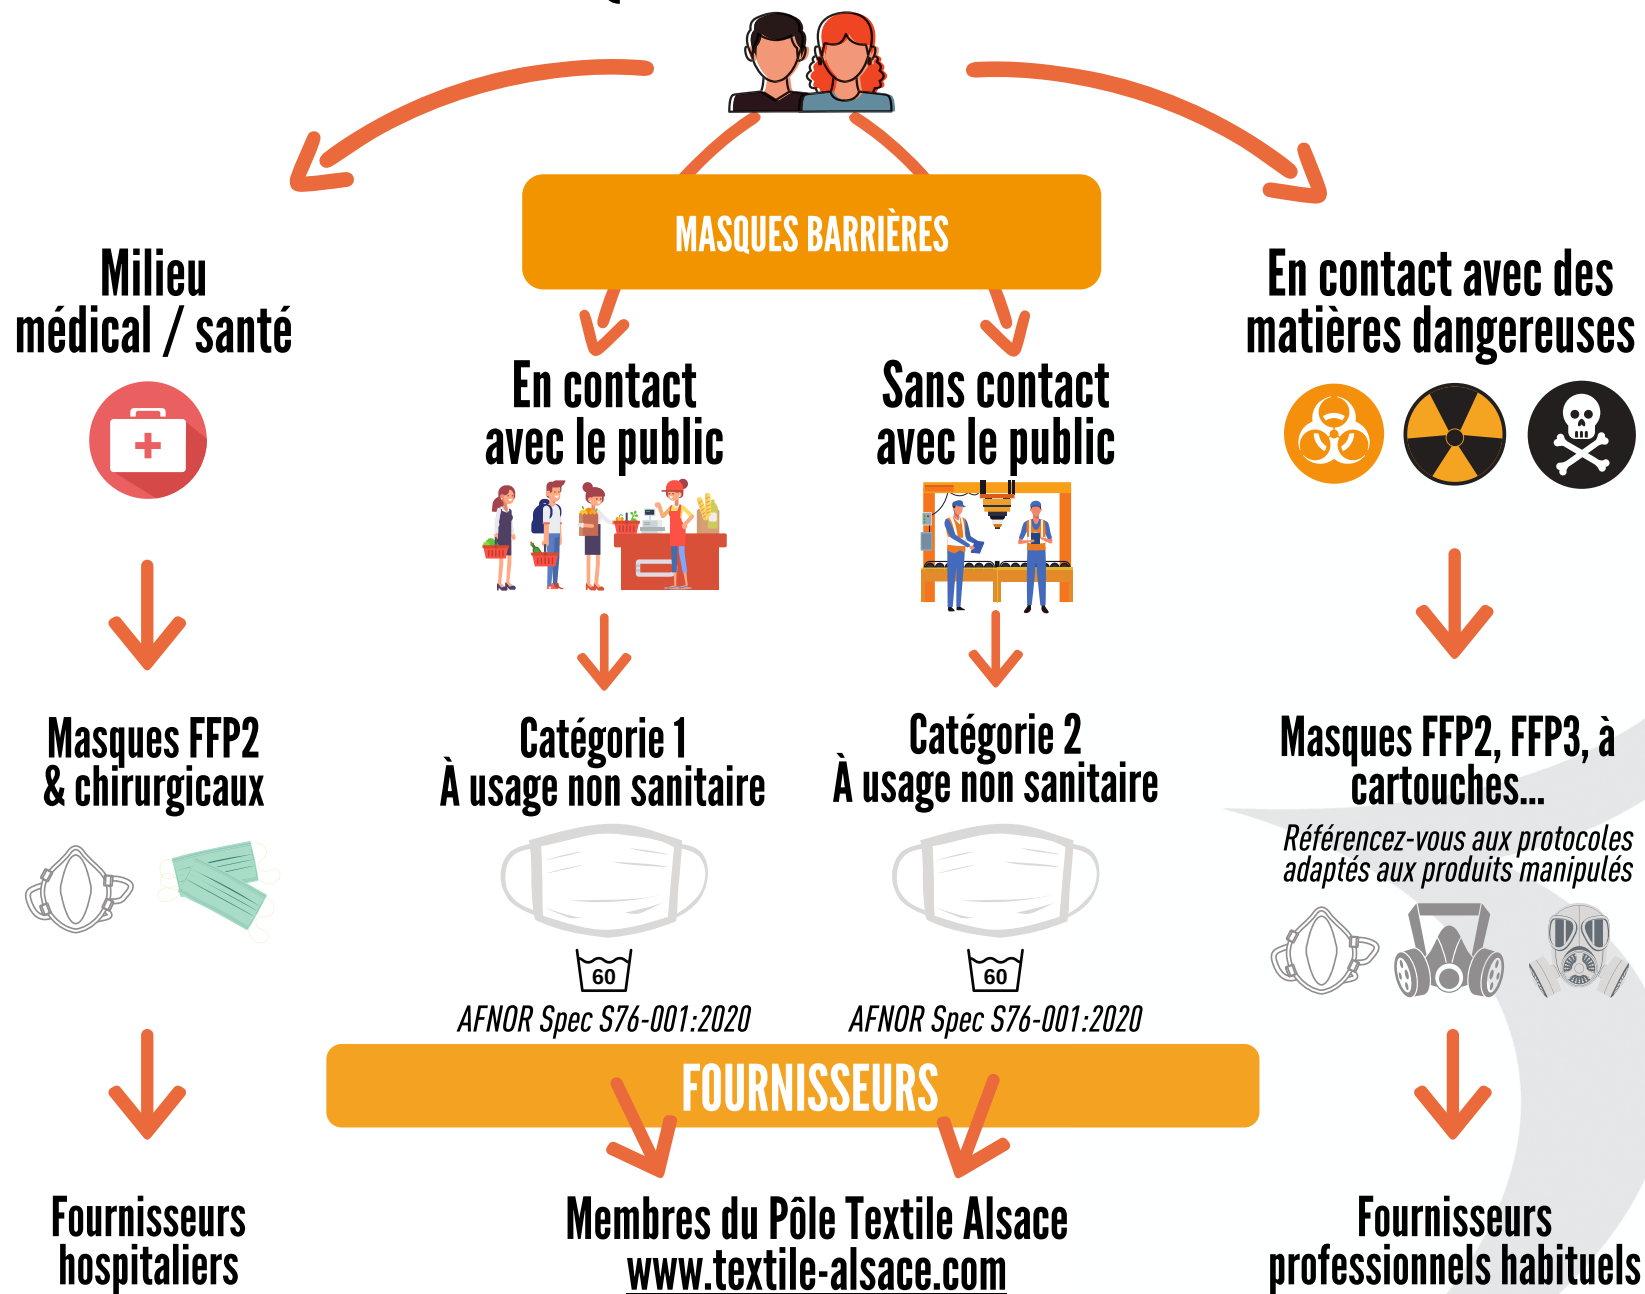 MASQUES BARRIÈRES
Milieu
médical / santé
En contact
avec le public
Sans contact
avec le public
En contact avec des
matières dangereuses
Masques FFP2
& chirurgicaux
Catégorie 1
À usage non sanitaire
Catégorie 2
À usage non sanitaire
Masques FFP2, FFP3, à
cartouches...
Référencez-vous aux protocoles
adaptés aux produits manipulés
60
AFNOR Spec S76-001:2020
60
AFNOR Spec S76-001:2020
FOURNISSEURS
Fournisseurs
hospitaliers
Membres du Pôle Textile Alsace
www.textile-alsace.com
Fournisseurs
professionnels habituels